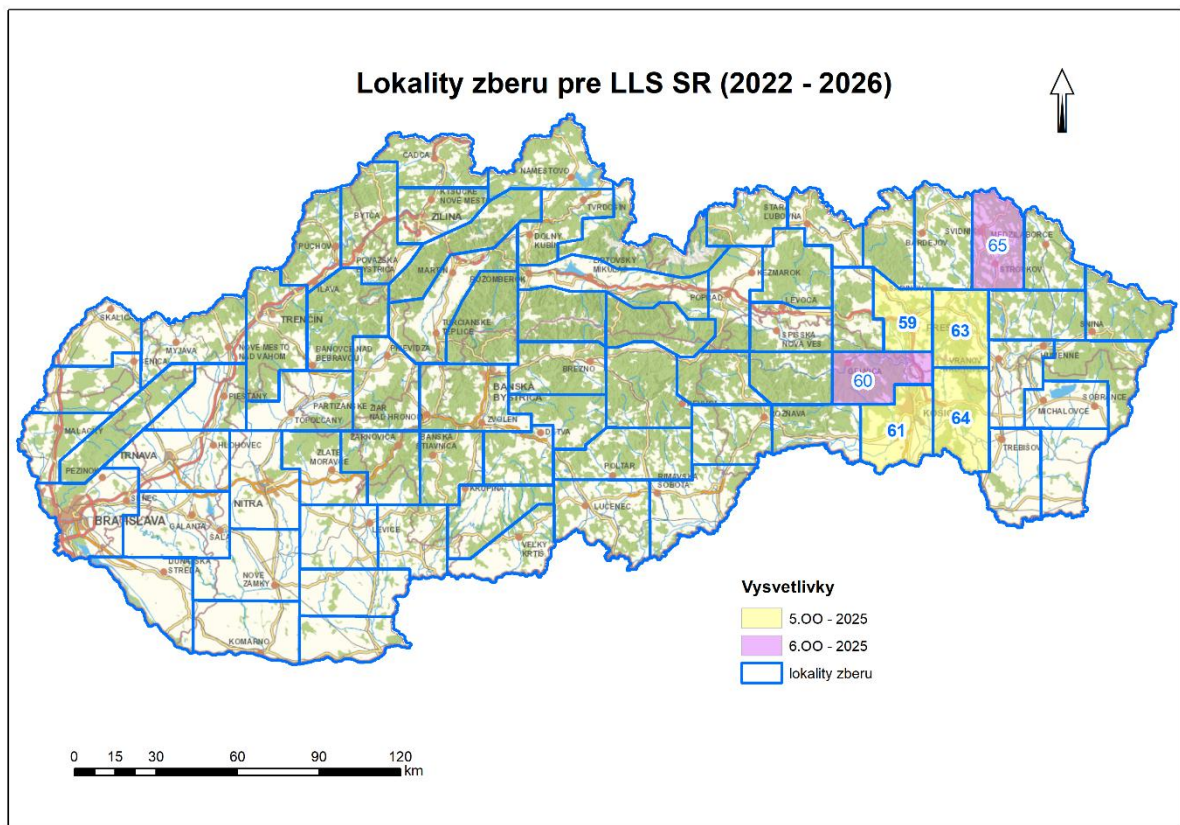 Lokality zberu pre LLS SR (2022 - 2026)
ČADCA
NÁMESTOVO
KYSUCKÉ
NOVÉ MESTO
TVRDOŠÍN
BYTČA
ŽILINA
STARÁ
ĽUBOVŇA
SVIDNÍK
BARDEJOV
MEDZILABORCE
65
STROPKOV
PÚCHOV
DOLNÝ
KUBÍN
POVAŽSKÁ
BYSTRICA
MARTIN
RUŽOMBEROK
LIPTOVSKÝ
MIKULÁŠ
KEŽMAROK
POPRAD
LEVOČA
ILAVA
SKALICA
TRENČÍN
TURČIANSKE
TEPLICE
59
63
SNINA
SPIŠSKÁ
NOVÁ VES
MYJAVA
SENICA
NOVÉ MESTO
NAD VÁHOM
BÁNOVCE NAD
BEBRAVOU
PRIEVIDZA
VRANOV
HUMENNÉ
BREZNO
GELNICA
60
BANSKÁ
BYSTRICA
PIEŠŤANY
PARTIZÁNSKE
TOPOĽČANY
ŽIAR
NAD HRONOM
ZVOLEN
DETVA
ROŽŇAVA
KOŠICE
61
64
MICHALOVCE
SOBRANCE
MALACKY
HLOHOVEC
ŽARNOVICA
BANSKÁ
ŠTIAVNICA
TREBIŠOV
TRNAVA
ZLATÉ
MORAVCE
PEZINOK
POLTÁR
RIMAVSKÁ
SOBOTA
KRUPINA
SENEC
NITRA
LUČENEC
BRATISLAVA
GALANTA
ŠAĽA
LEVICE
VEĽKÝ
KRTÍŠ
DUNAJSKÁ
STREDA
NOVÉ
ZÁMKY
KOMÁRNO
Vysvetlivky
5.OO - 2025
6.OO - 2025
lokality zberu
0 15 30 60 90 120
km